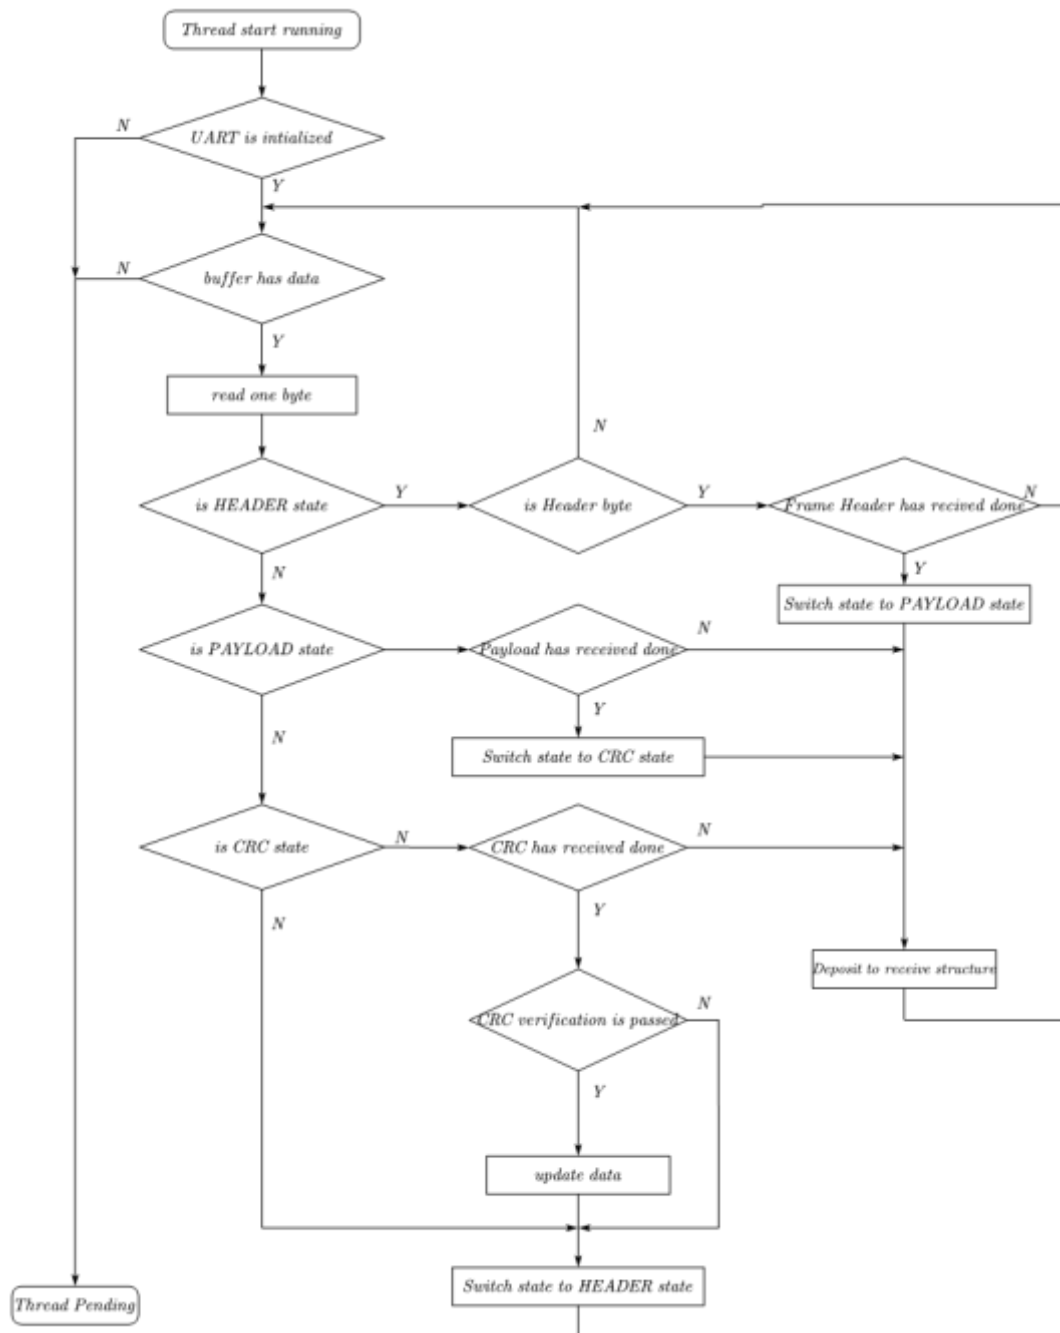 Thread start running
N
UART is intialized
Y
N
buffer has data
Y
read one byte
N
is HEADER state
Y
is Header byte
Y
Frame Header has recived done
N
N
Y
Switch state to PAYLOAD state
is PAYLOAD state
Payload has received done
N
Y
N
Switch state to CRC state
is CRC state
N
CRC has received done
N
N
Y
Deposit to receive structure
CRC verification is passed
N
Y
update data
Switch state to HEADER state
Thread Pending